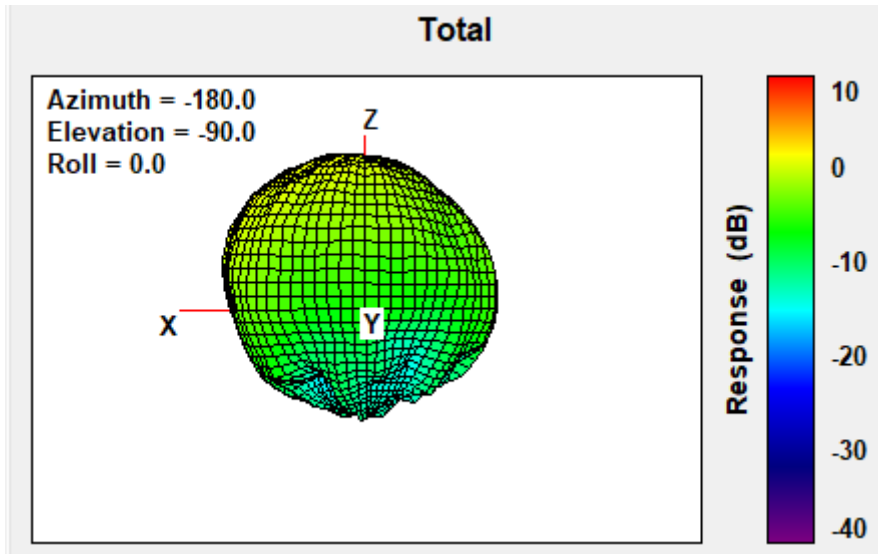 Total
Azimuth = -180.0
Elevation = -90.0
Roll = 0.0
Z
X
Y
Response (dB)
10
0
-10
-20
-30
-40